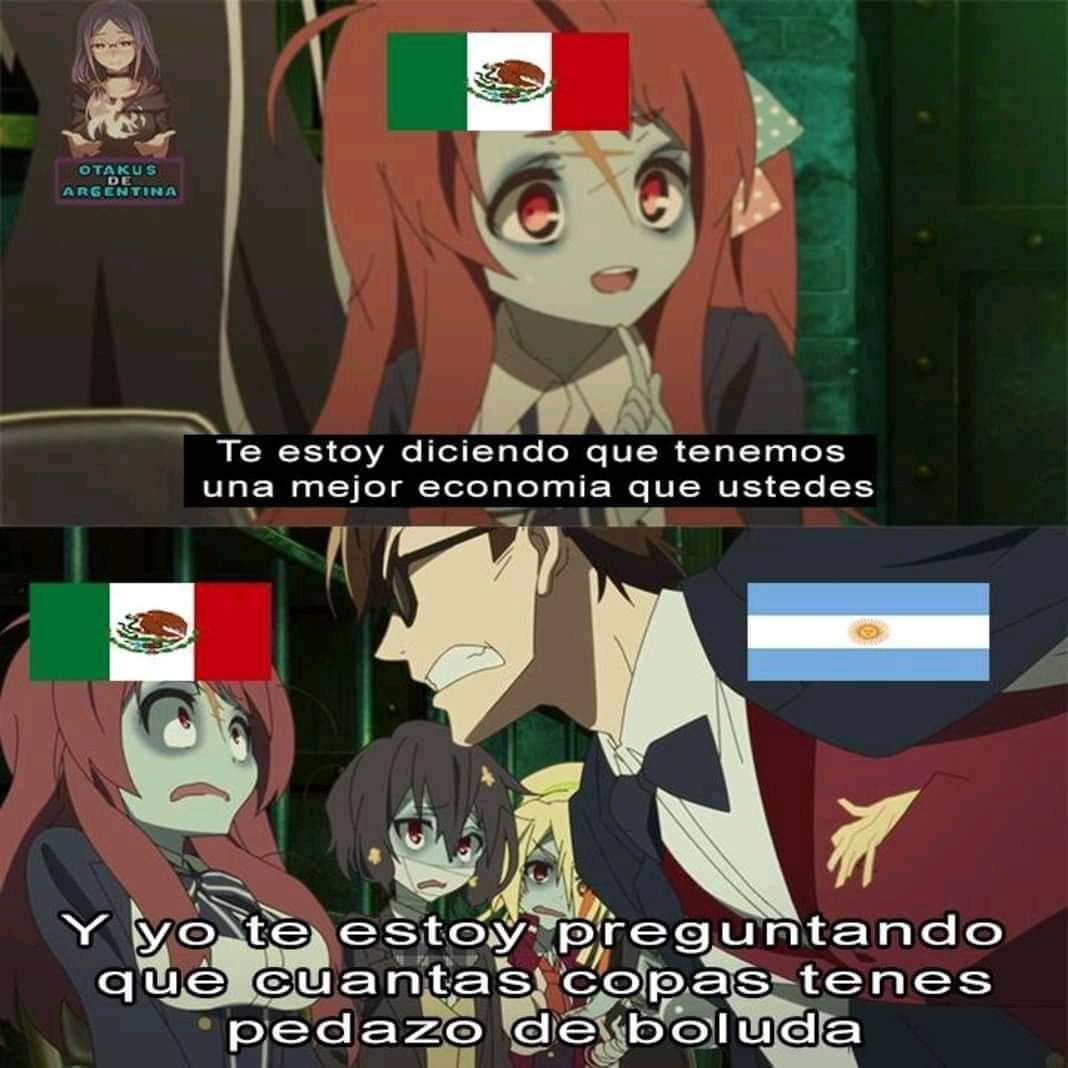 OTAKUS
DE
ARGENTINA
Te estoy diciendo que tenemos
una mejor economia que ustedes
Y yo te estoy preguntando
que cuantas copas tenes
pedazo de boluda